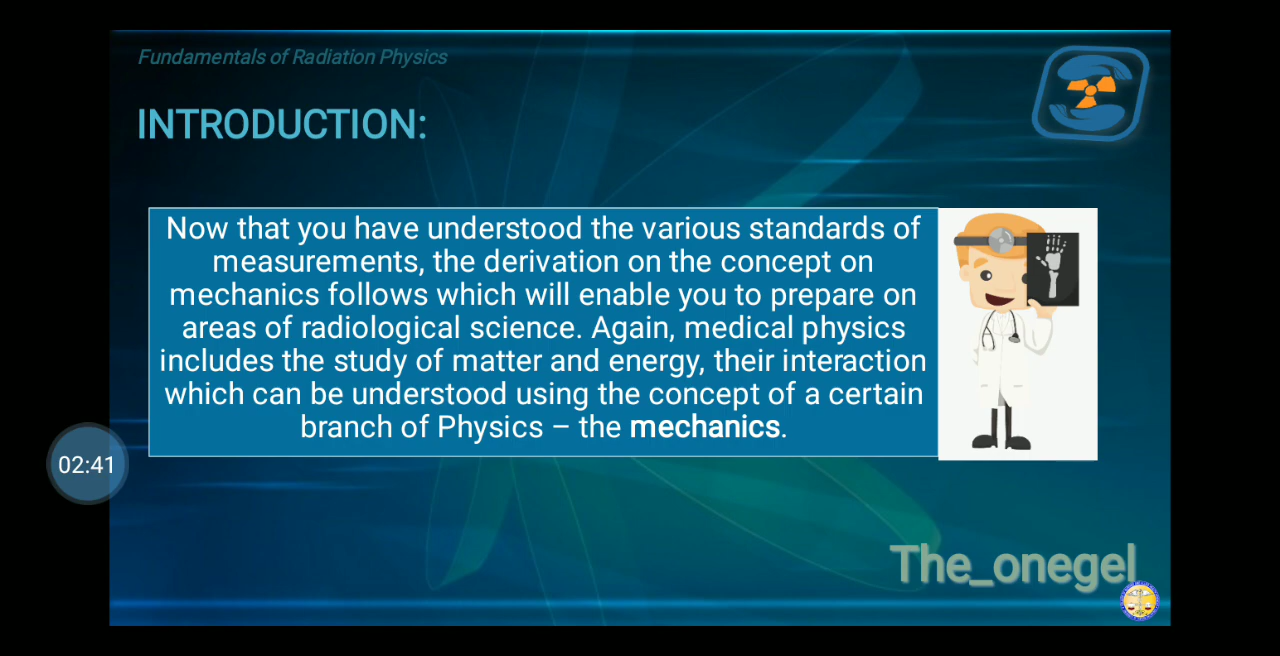 Fundamentals of Radiation Physics
INTRODUCTION:
Now that you have understood the various standards of
measurements, the derivation on the concept on
mechanics follows which will enable you to prepare on
areas of radiological science. Again, medical physics
includes the study of matter and energy, their interaction
which can be understood using the concept of a certain
branch of Physics – the mechanics.
02:41
The_onegel